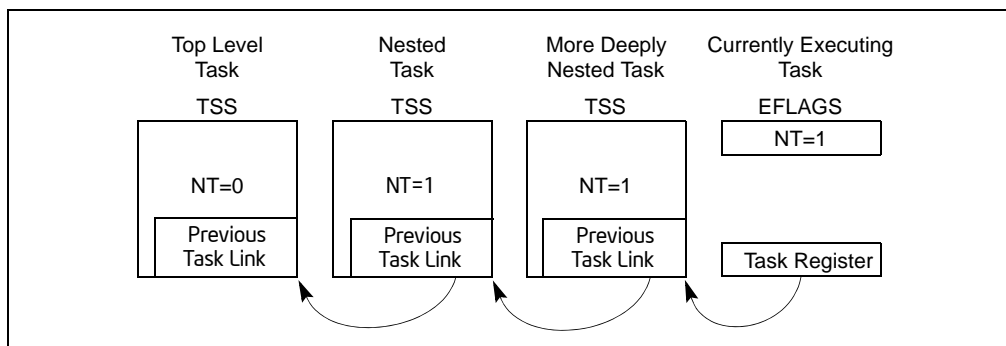 Top Level
Task
TSS
NT=0
Previous
Task Link
Nested
Task
TSS
NT=1
Previous
Task Link
More Deeply
Nested Task
TSS
NT=1
Previous
Task Link
Currently Executing
Task
EFLAGS
NT=1
Task Register